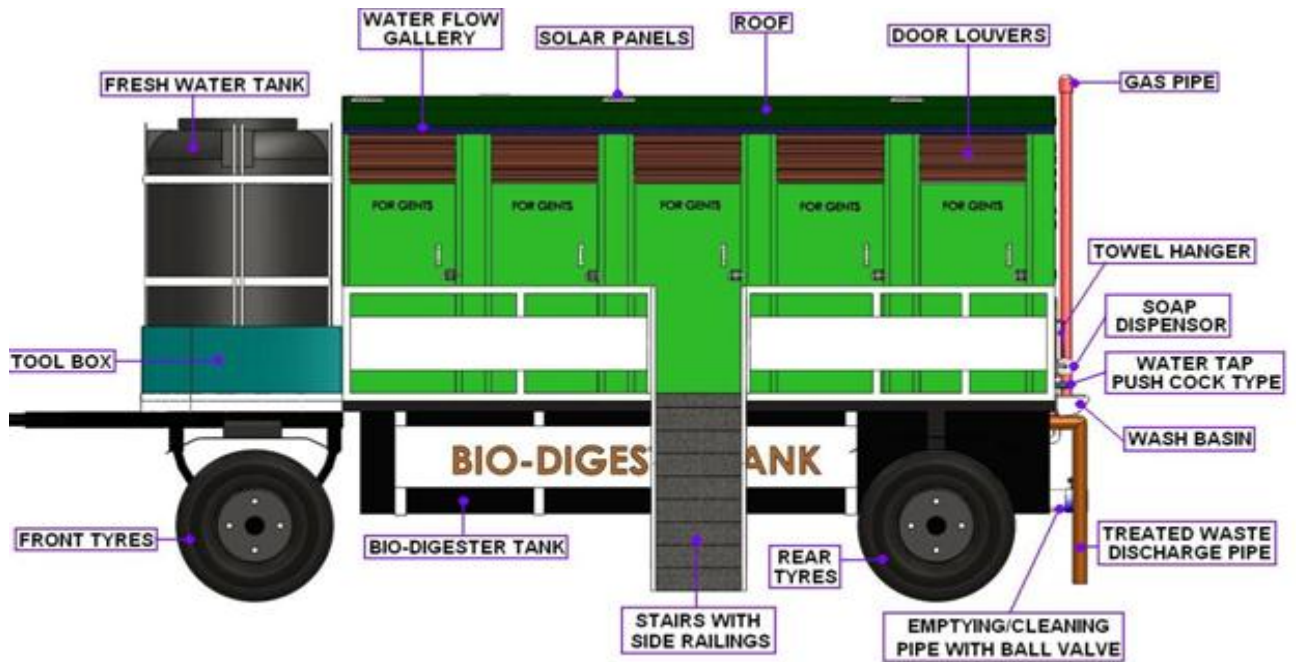 WATER FLOW
GALLERY
SOLAR PANELS
ROOF
DOOR LOUVERS
FRESH WATER TANK
GAS PIPE
FOR GENTS
FOR GENTS
FOR GENTS
FOR GENTS
FOR GENTS
TOWEL HANGER
SOAP
DISPENSOR
TOOL BOX
WATER TAP
PUSH COCK TYPE
WASH BASIN
BIO-DIGES ANK
FRONT TYRES
BIO-DIGESTER TANK
REAR
TYRES
TREATED WASTE
DISCHARGE PIPE
STAIRS WITH
SIDE RAILINGS
EMPTYING/CLEANING
PIPE WITH BALL VALVE